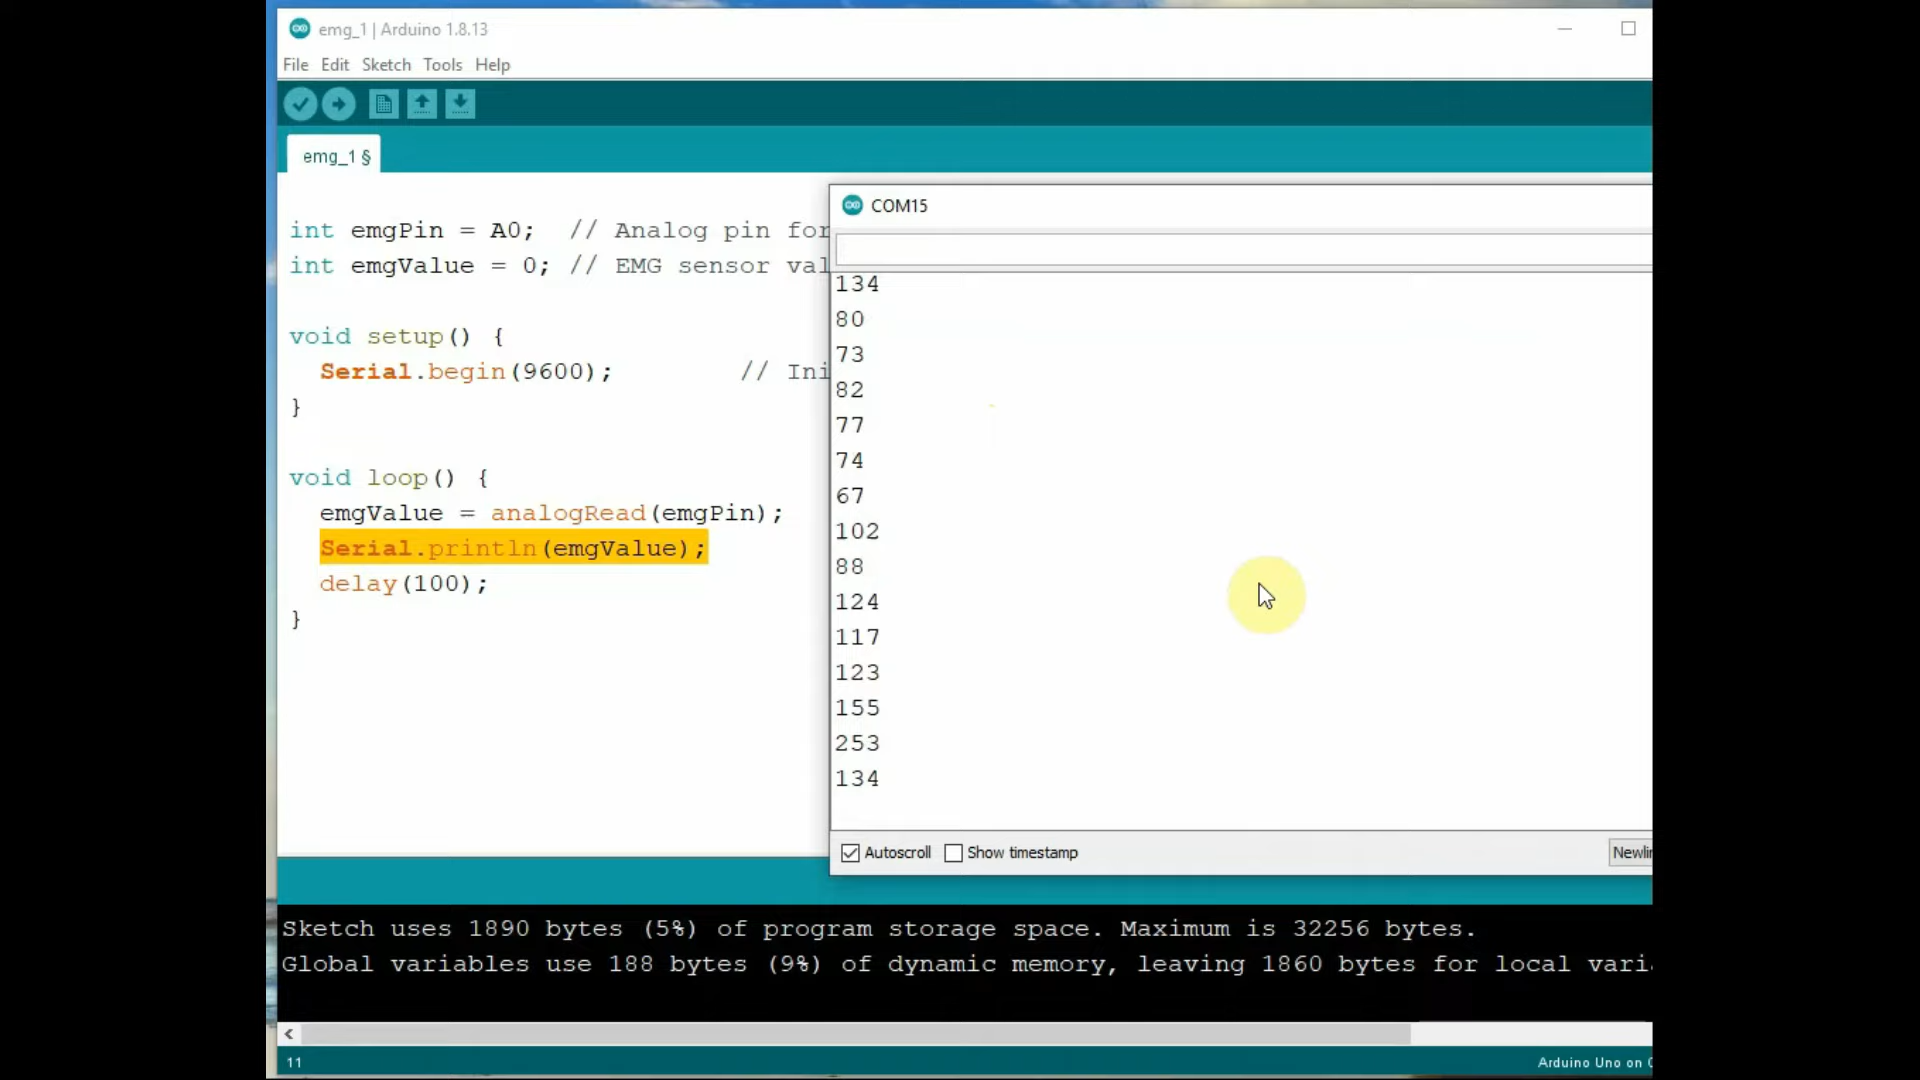 emg_1 | Arduino 1.8.13
File Edit Sketch Tools Help
emg_1 §
int emgPin = A0;  // Analog pin for
int emgValue = 0; // EMG sensor val
void setup() {
  Serial.begin(9600);        // Ini
}
void loop() {
  emgValue = analogRead(emgPin);
  Serial.println(emgValue);
  delay(100);
}
COM15
134
80
73
82
77
74
67
102
88
124
117
123
155
253
134
Autoscroll Show timestamp
Newlin
Sketch uses 1890 bytes (5%) of program storage space. Maximum is 32256 bytes.
Global variables use 188 bytes (9%) of dynamic memory, leaving 1860 bytes for local vari
11
Arduino Uno on